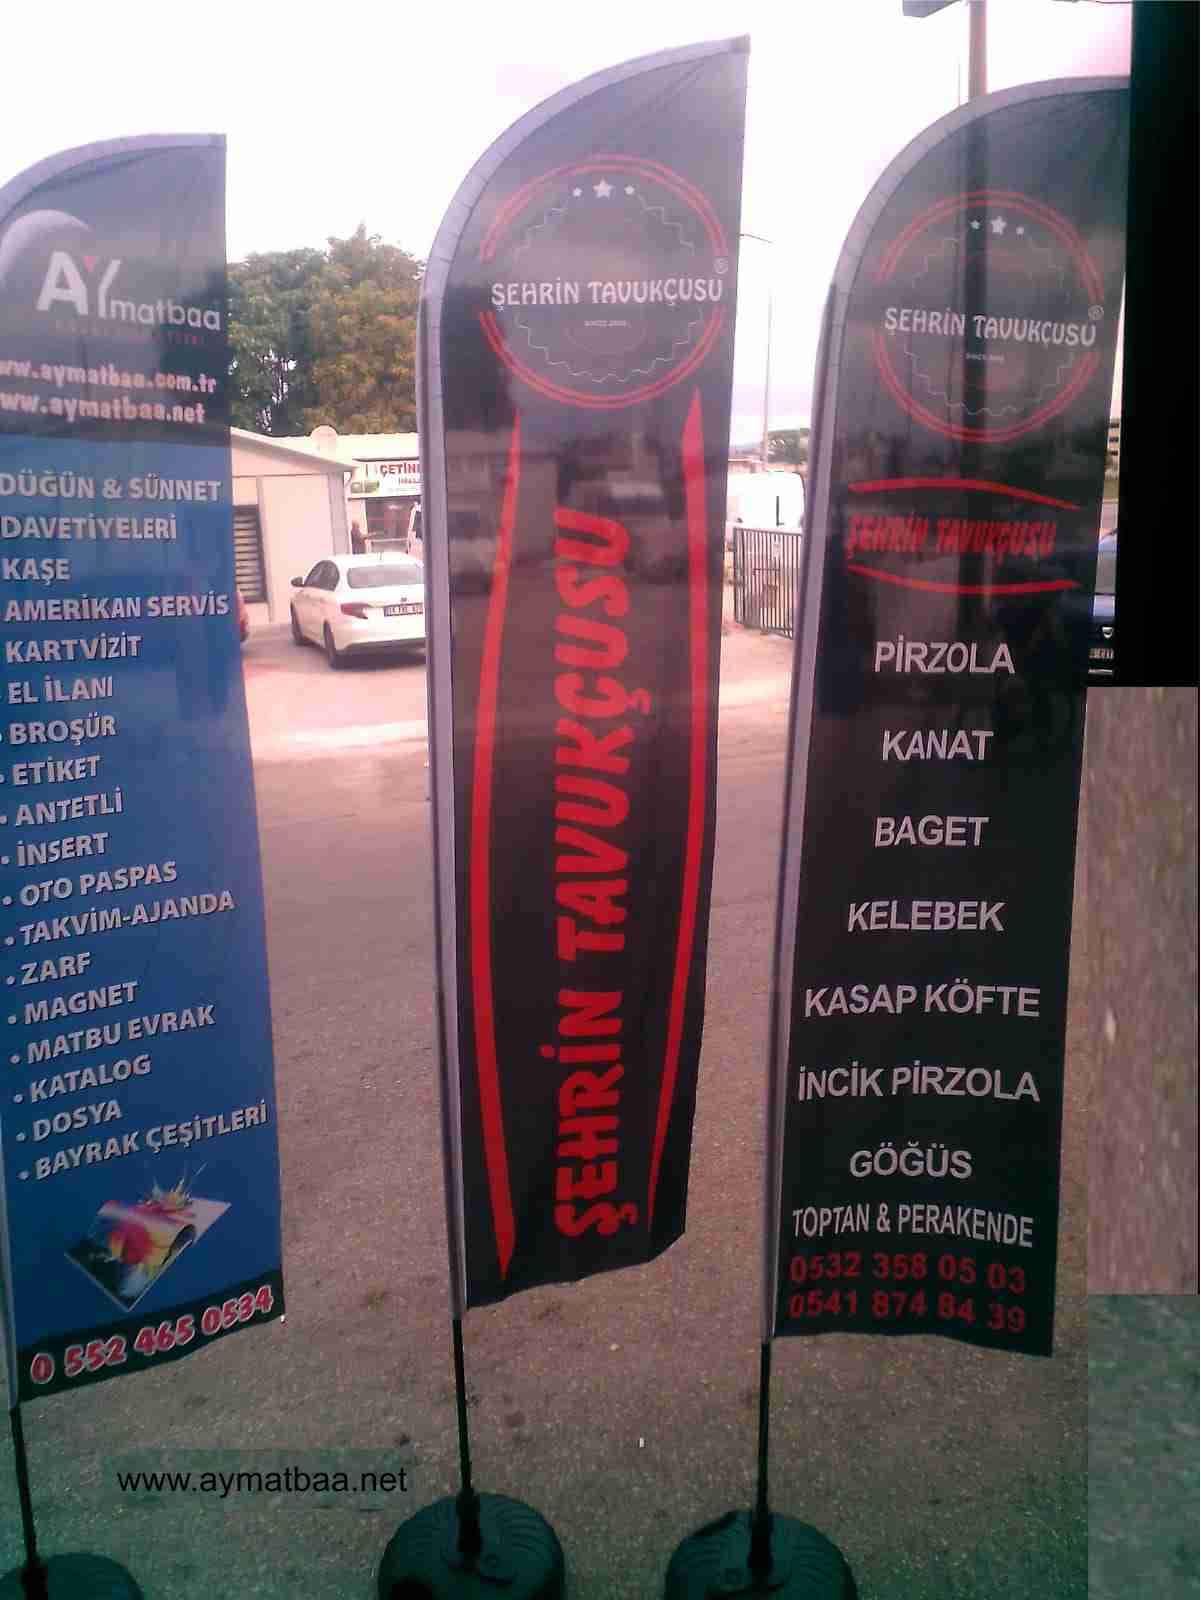 AYmatbaa
www.aymatbaa.com.tr
www.aymatbaa.net
DÜĞÜN & SÜNNET
DAVETİYELERİ
KAŞE
AMERİKAN SERVİS
KARTVİZİT
EL İLANI
• BROŞÜR
• ETİKET
• ANTETLİ
• İNSERT
• OTO PASPAS
• TAKVİM-AJANDA
• ZARF
• MAGNET
• MATBU EVRAK
• KATALOG
• DOSYA
• BAYRAK ÇEŞİTLERİ
0 552 465 0534
ÇETİN
ŞEHRİN TAVUKÇUSU ®
ŞEHRİN TAVUKÇUSU
ŞEHRİN TAVUKÇUSU ®
ŞEHRİN TAVUKÇUSU
PİRZOLA
KANAT
BAGET
KELEBEK
KASAP KÖFTE
İNCİK PİRZOLA
GÖĞÜS
TOPTAN & PERAKENDE
0532 358 05 03
0541 874 84 39
www.aymatbaa.net